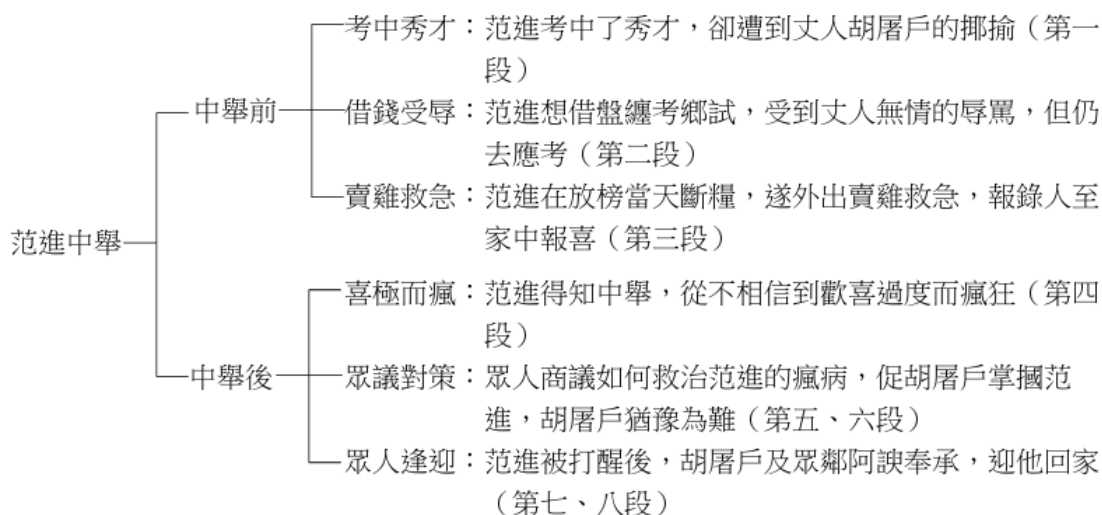 考中秀才：范進考中了秀才，卻遭到丈人胡屠戶的揶揄（第一
段）
中舉前
借錢受辱：范進想借盤纏考鄉試，受到丈人無情的辱罵，但仍
去應考（第二段）
賣雞救急：范進在放榜當天斷糧，遂外出賣雞救急，報錄人至
家中報喜（第三段）
范進中舉
喜極而瘋：范進得知中舉，從不相信到歡喜過度而瘋狂（第四
段）
中舉後
眾議對策：眾人商議如何救治范進的瘋病，促胡屠戶掌摑范
進，胡屠戶猶豫為難（第五、六段）
眾人逢迎：范進被打醒後，胡屠戶及眾鄰阿諛奉承，迎他回家
（第七、八段）